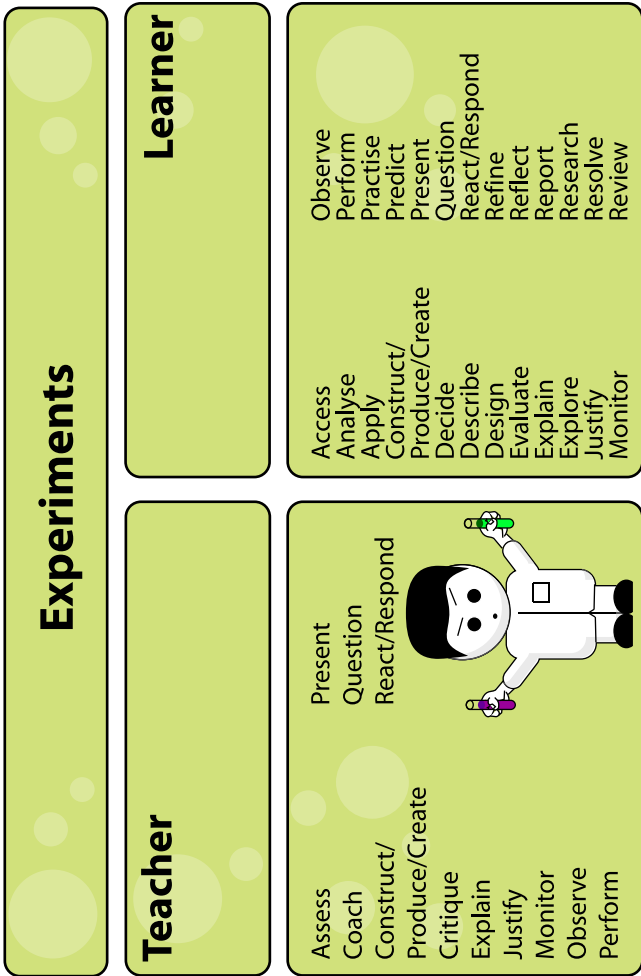 Experiments
Teacher
Learner
Assess
Coach
Construct/
Produce/Create
Critique
Explain
Justify
Monitor
Observe
Perform
Present
Question
React/Respond
Access
Analyse
Apply
Construct/
Produce/Create
Decide
Describe
Design
Evaluate
Explain
Explore
Justify
Monitor
Observe
Perform
Practise
Predict
Present
Question
React/Respond
Refine
Reflect
Report
Research
Resolve
Review